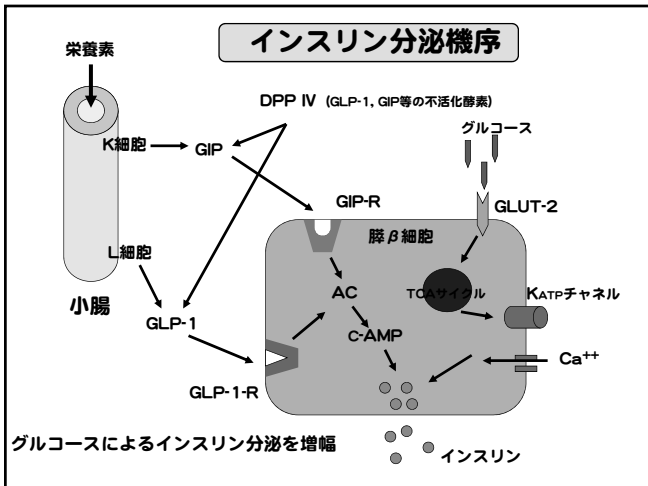 インスリン分泌機序
栄養素
DPP IV (GLP-1, GIP等の不活化酵素)
グルコース
K細胞
GIP
GIP-R
GLUT-2
膵β細胞
L細胞
小腸
AC
TCAサイクル
KATPチャネル
GLP-1
c-AMP
Ca++
GLP-1-R
グルコースによるインスリン分泌を増幅
インスリン